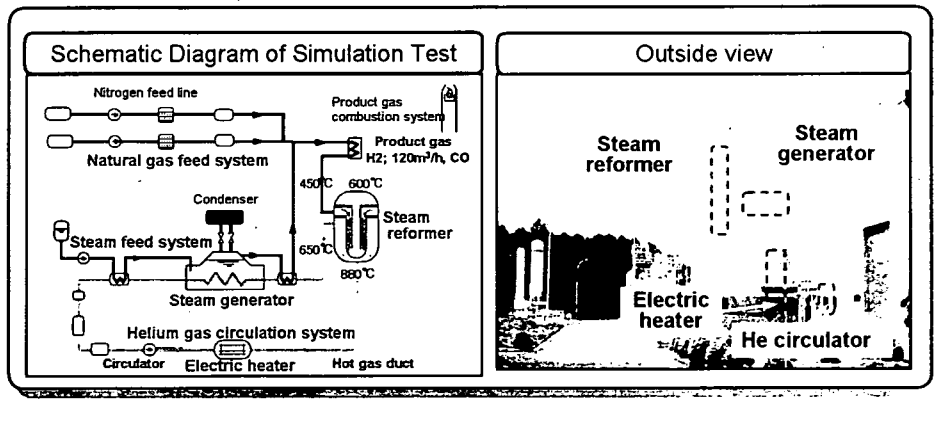 Schematic Diagram of Simulation Test
Nitrogen feed line
Product gas
combustion system
Product gas
H2; 120m³/h, CO
Natural gas feed system
450℃
600℃
Condenser
Steam
reformer
Steam feed system
650℃
880℃
Steam generator
Helium gas circulation system
Circulator
Electric heater
Hot gas duct
Outside view
Steam
reformer
Steam
generator
Electric
heater
He circulator